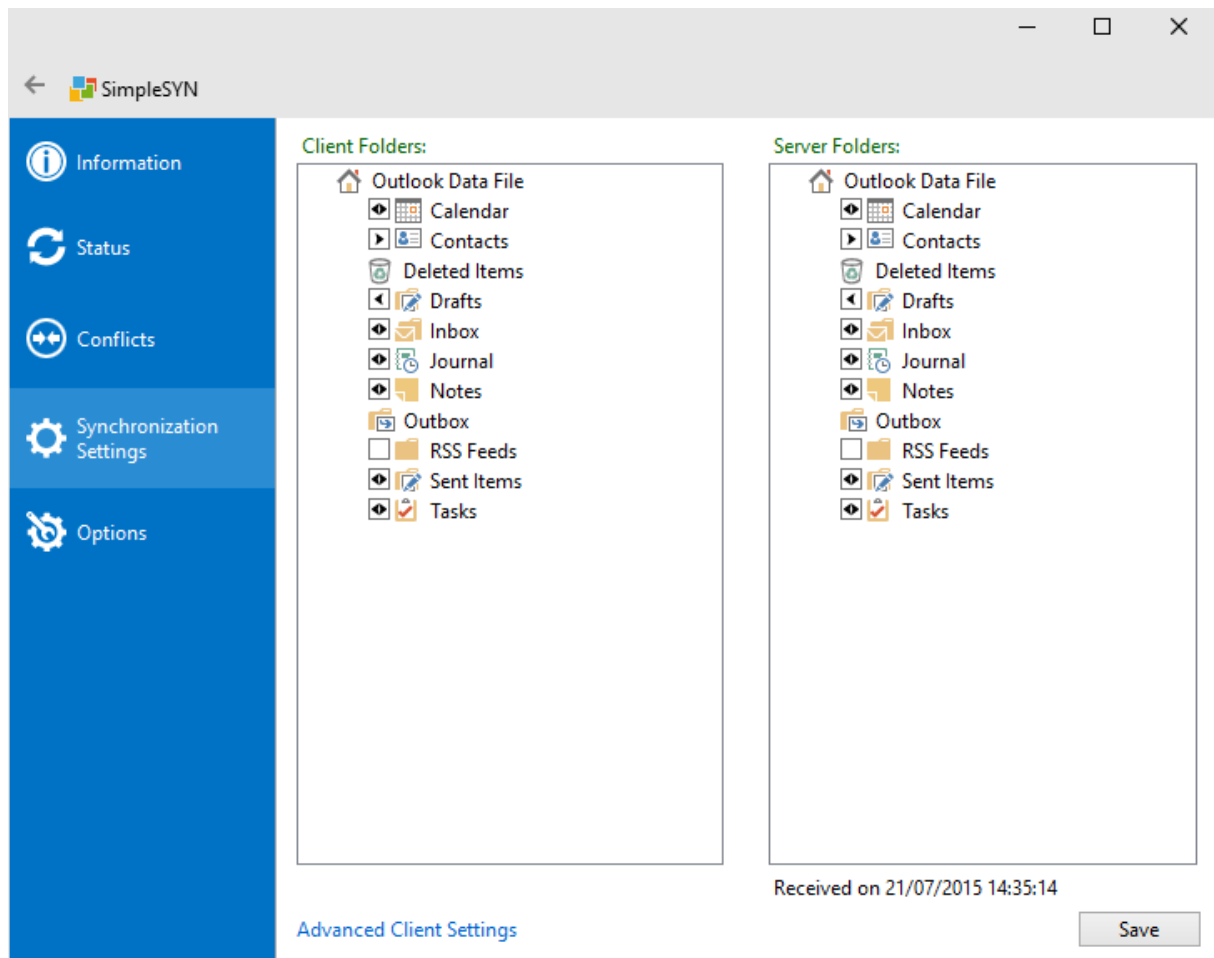 SimpleSYN
Information
Status
Conflicts
Synchronization
Settings
Options
Client Folders:
Outlook Data File
Calendar
Contacts
Deleted Items
Drafts
Inbox
Journal
Notes
Outbox
RSS Feeds
Sent Items
Tasks
Server Folders:
Outlook Data File
Calendar
Contacts
Deleted Items
Drafts
Inbox
Journal
Notes
Outbox
RSS Feeds
Sent Items
Tasks
Received on 21/07/2015 14:35:14
Advanced Client Settings
Save